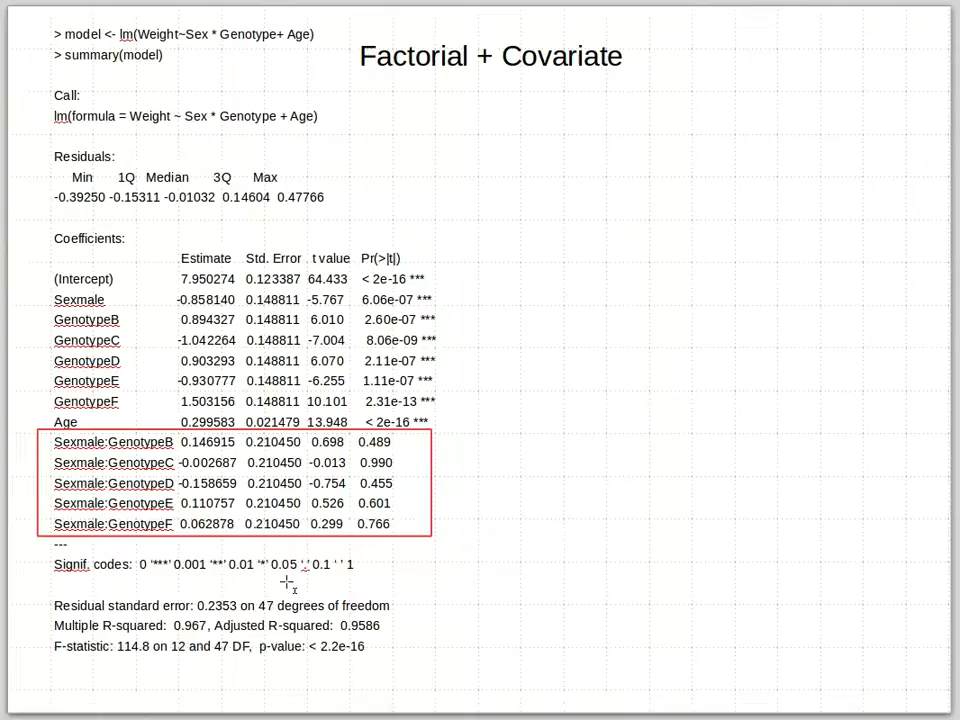 > model <- lm(Weight~Sex * Genotype+ Age)
> summary(model)
Factorial + Covariate
Call:
lm(formula = Weight ~ Sex * Genotype + Age)
Residuals:
Min 1Q Median 3Q Max
-0.39250 -0.15311 -0.01032 0.14604 0.47766
Coefficients:
Estimate Std. Error t value Pr(>|t|)
(Intercept) 7.950274 0.123387 64.433 < 2e-16 ***
Sexmale -0.858140 0.148811 -5.767 6.06e-07 ***
GenotypeB 0.894327 0.148811 6.010 2.60e-07 ***
GenotypeC -1.042264 0.148811 -7.004 8.06e-09 ***
GenotypeD 0.903293 0.148811 6.070 2.11e-07 ***
GenotypeE -0.930777 0.148811 -6.255 1.11e-07 ***
GenotypeF 1.503156 0.148811 10.101 2.31e-13 ***
Age 0.299583 0.021479 13.948 < 2e-16 ***
Sexmale:GenotypeB 0.146915 0.210450 0.698 0.489
Sexmale:GenotypeC -0.002687 0.210450 -0.013 0.990
Sexmale:GenotypeD -0.158659 0.210450 -0.754 0.455
Sexmale:GenotypeE 0.110757 0.210450 0.526 0.601
Sexmale:GenotypeF 0.062878 0.210450 0.299 0.766
---
Signif. codes: 0 ‘***’ 0.001 ‘**’ 0.01 ‘*’ 0.05 ‘.’ 0.1 ‘ ’ 1
Residual standard error: 0.2353 on 47 degrees of freedom
Multiple R-squared: 0.967, Adjusted R-squared: 0.9586
F-statistic: 114.8 on 12 and 47 DF, p-value: < 2.2e-16